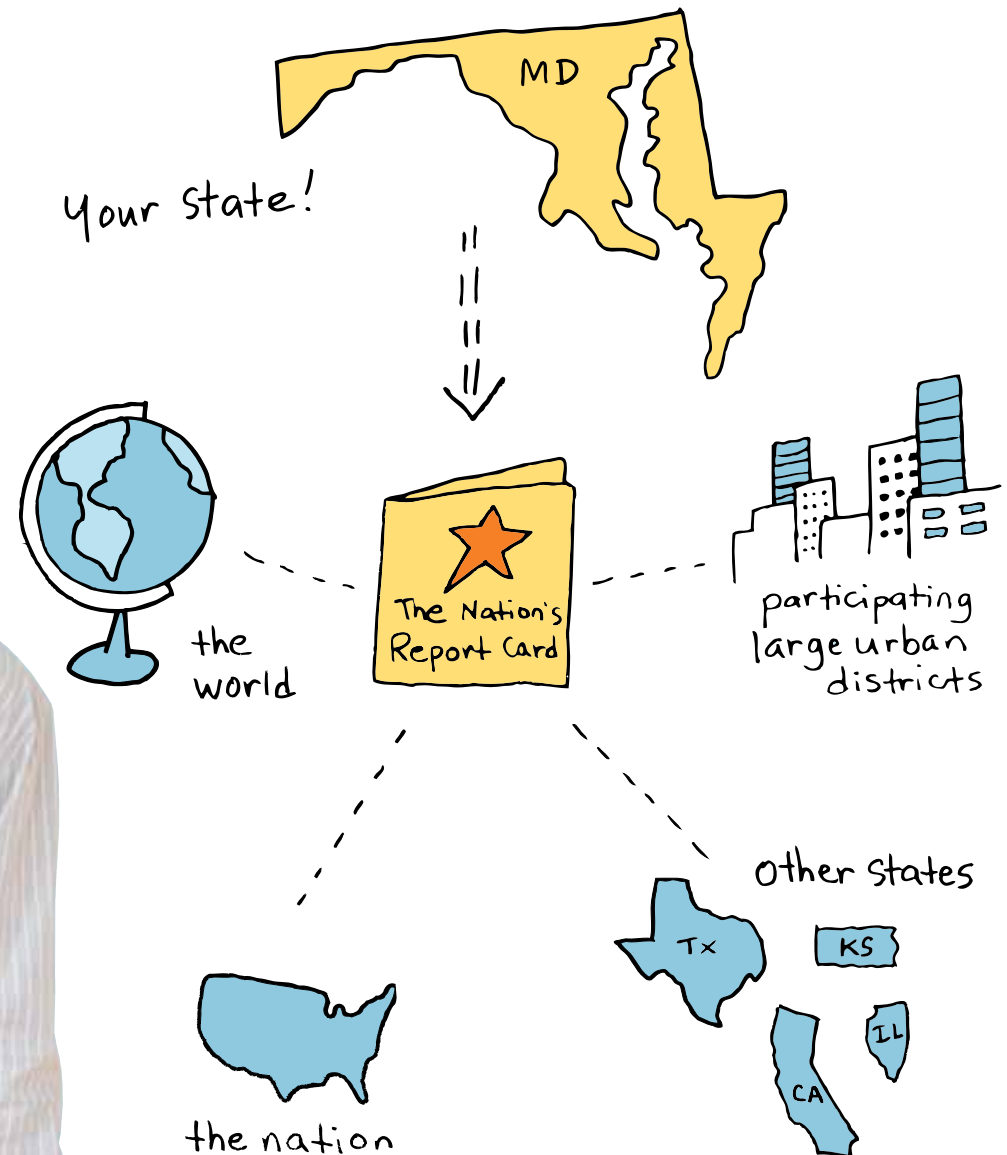 MD
your state!
The Nation's
Report Card
the
world
participating
large urban
districts
other states
TX
KS
IL
CA
the nation